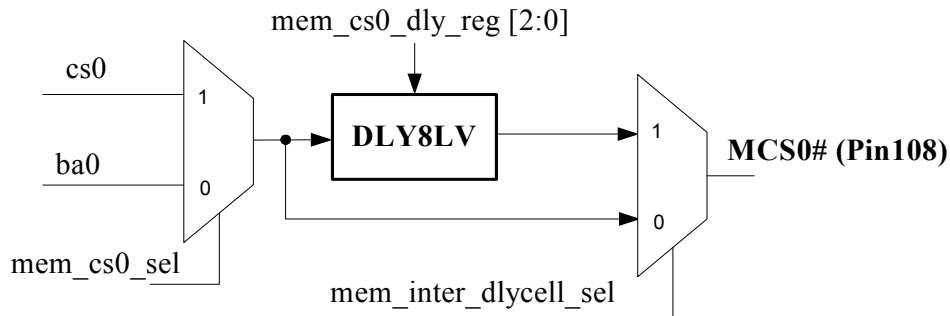 mem_cs0_dly_reg [2:0]
cs0
1
DLY8LV
1
MCS0# (Pin108)
ba0
0
0
mem_cs0_sel
mem_inter_dlycell_sel